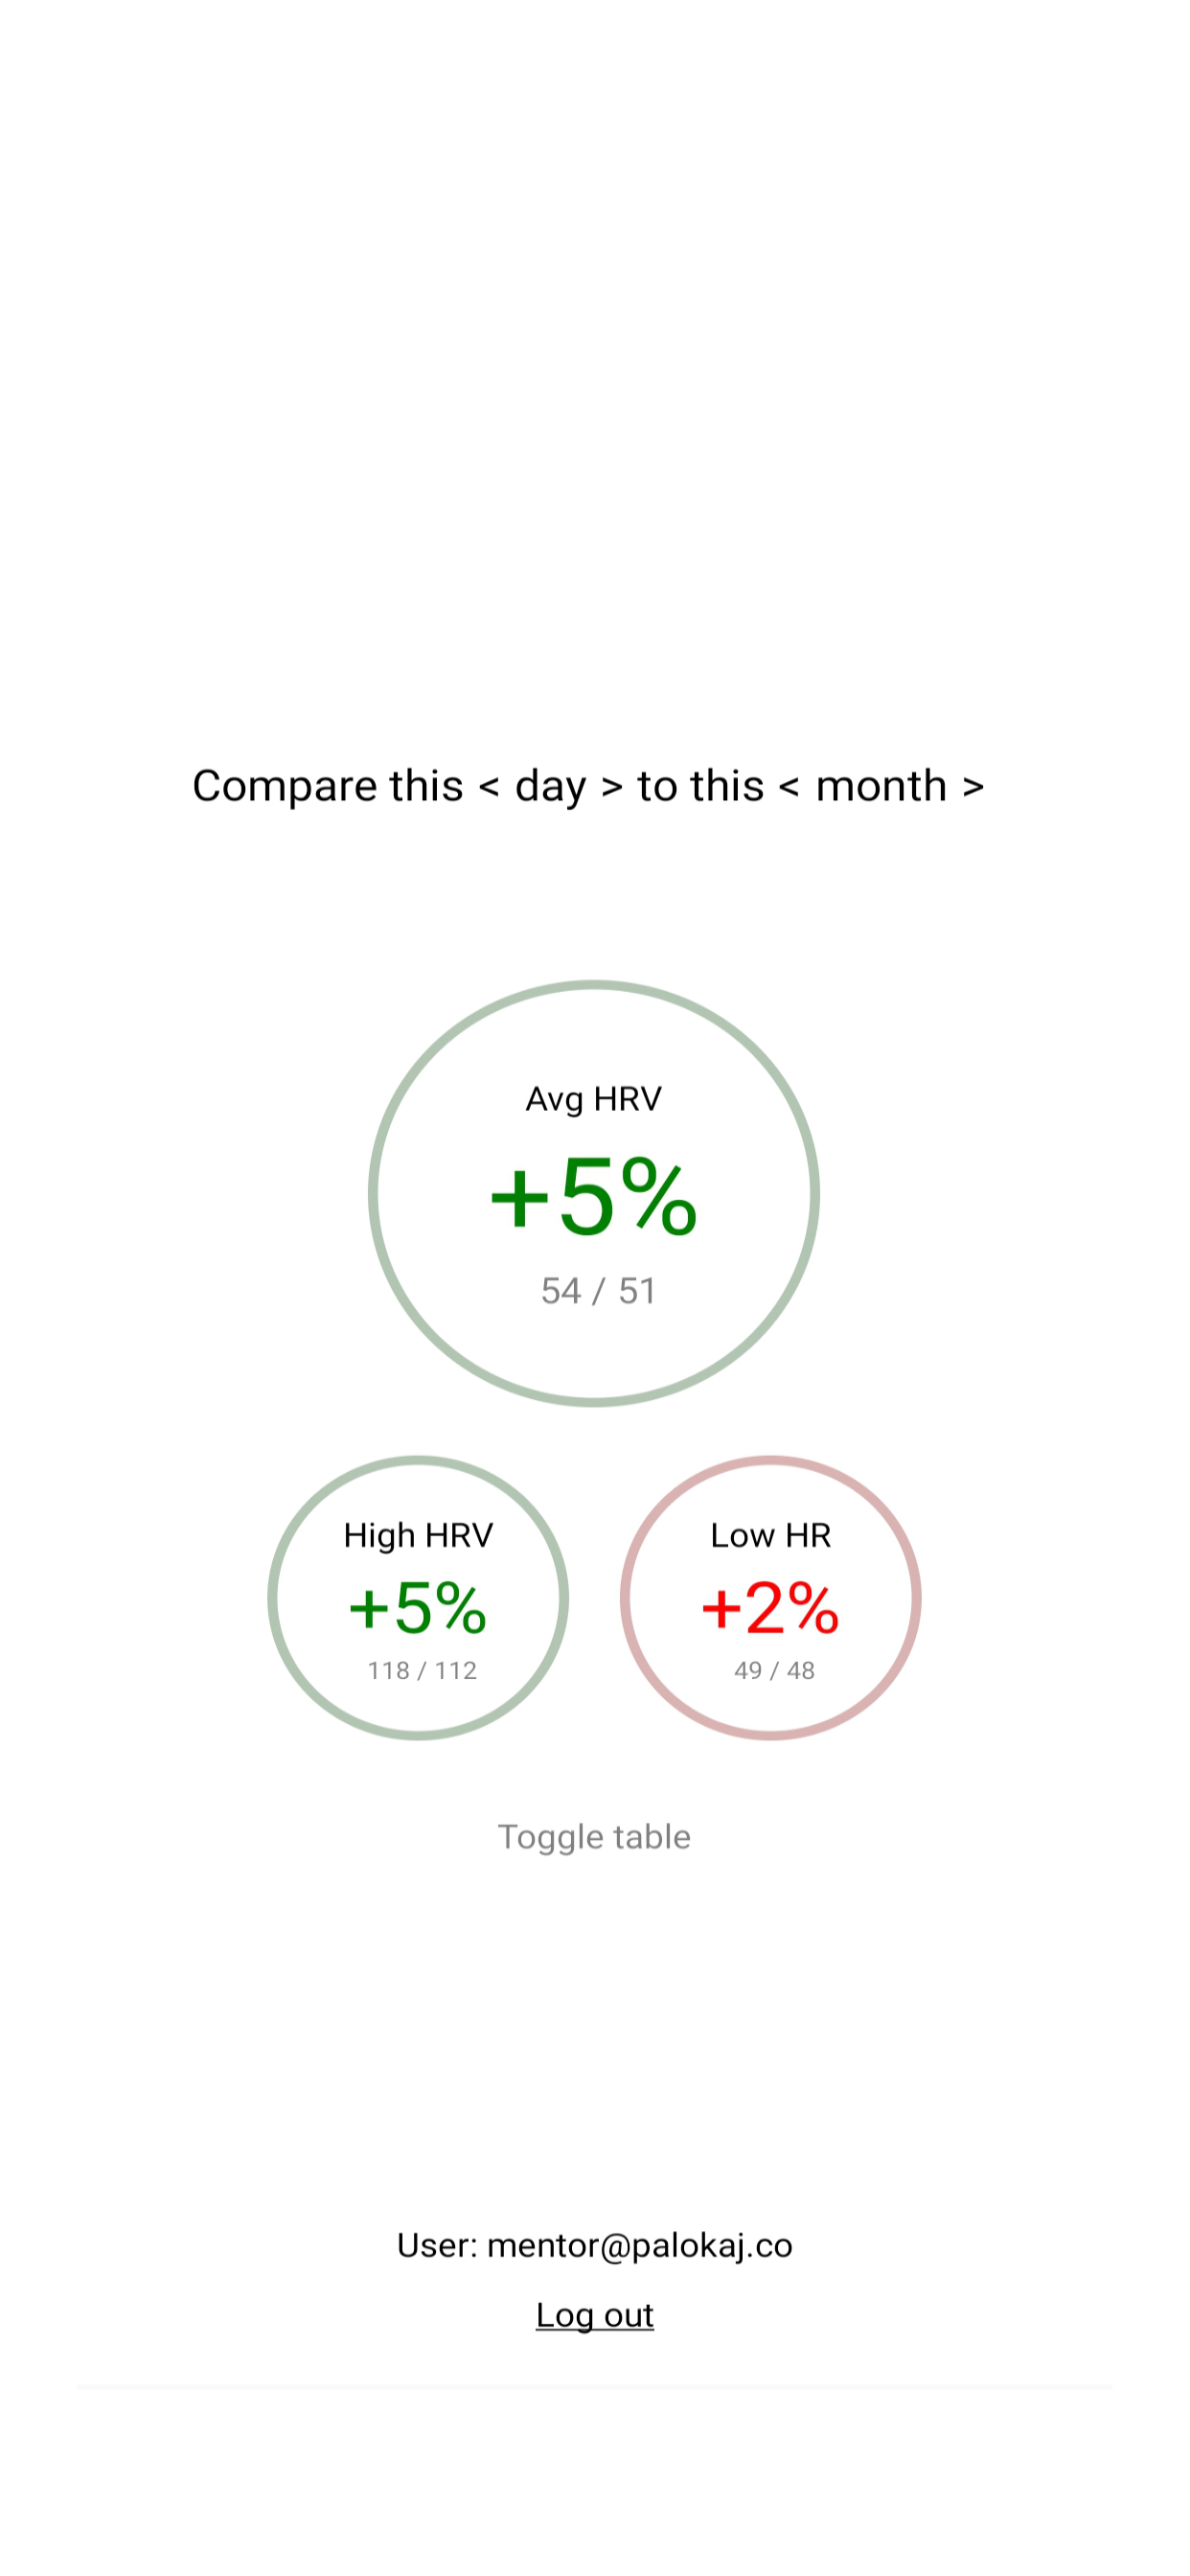 Compare this < day > to this < month >
Avg HRV
+5%
54 / 51
High HRV
+5%
118 / 112
Low HR
+2%
49 / 48
Toggle table
User: mentor@palokaj.co
Log out